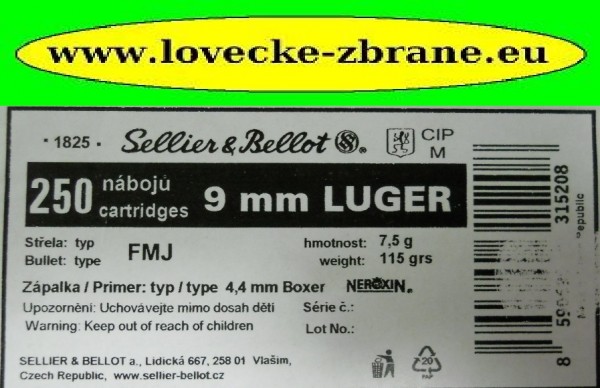 www.lovecke-zbrane.eu
• 1825 • Sellier & Bellot S&B® CIP
M
250 nábojů
cartridges 9 mm LUGER
Střela: typ FMJ hmotnost: 7,5 g
Bullet: type weight: 115 grs
Zápalka / Primer: typ / type 4,4 mm Boxer NEROXIN®
Upozornění: Uchovávejte mimo dosah děti Série č.:
Warning: Keep out of reach of children Lot No.:
SELLIER & BELLOT a., Lidická 667, 258 01 Vlašim,
Czech Republic, www.sellier-bellot.cz
20
PAP
315208
epublic